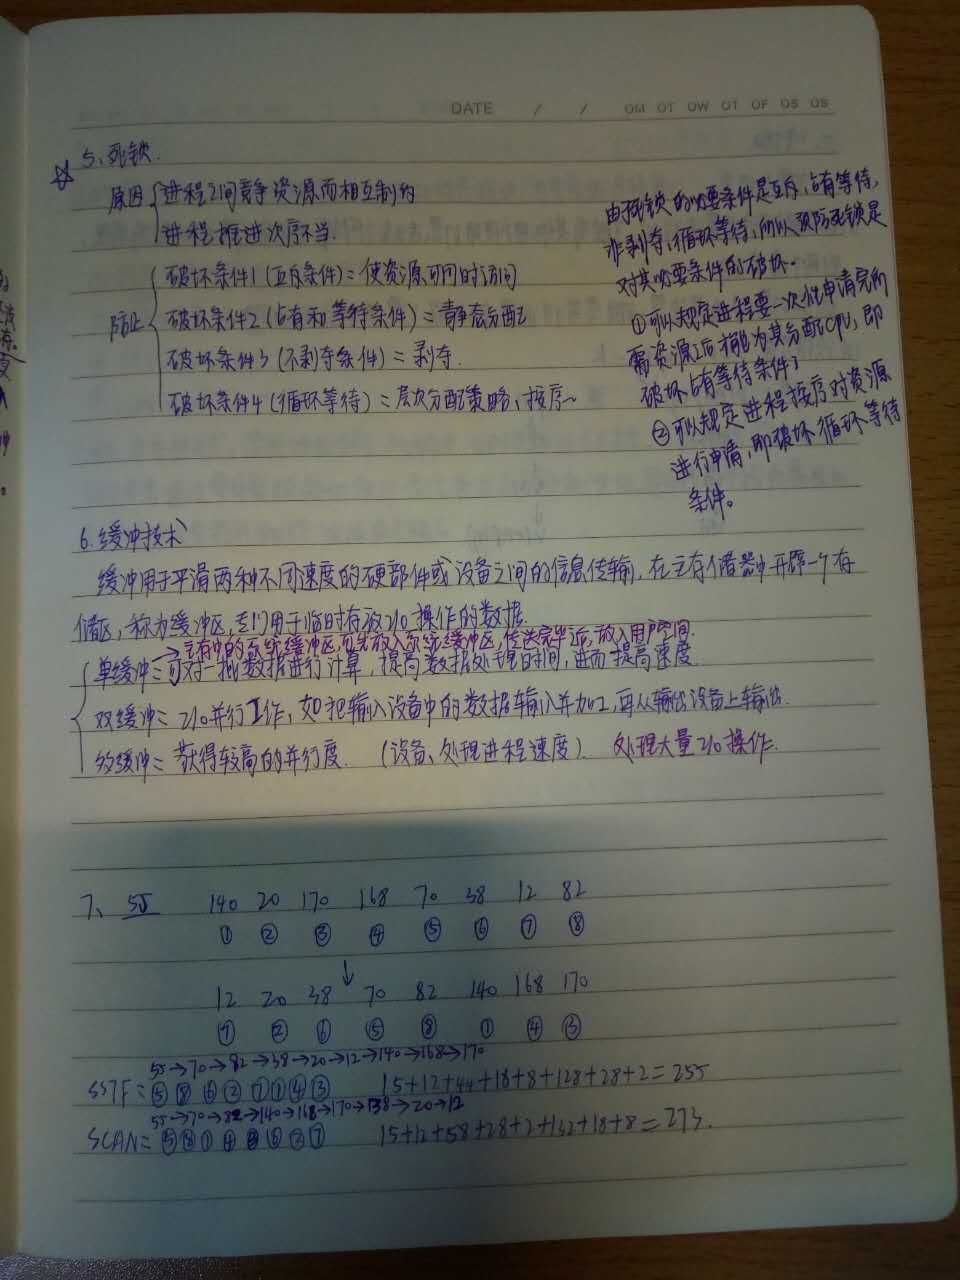 DATE / / OM OT OW OT OF OS OS
☆ 5、死锁.
原因 { 进程之间竞争资源而相互制约
进程推进次序不当.
防止 { 破坏条件1 (互斥条件) = 使资源可同时访问
破坏条件2 (占有和等待条件) = 静态分配
破坏条件3 (不剥夺条件) = 剥夺.
破坏条件4 (循环等待) = 层次分配策略、按序~
由于死锁的必要条件是互斥,占有等待,
非剥夺,循环等待,所以预防死锁是
对其必要条件的破坏.
① 可以规定进程要一次性申请完所
需资源之后才能为其分配CPU,即
破坏占有等待条件;
② 可以规定进程按序对资源
进行申请,即破坏循环等待
条件。
6. 缓冲技术
缓冲用于平滑两种不同速度的硬部件或设备之间的信息传输,在主存储器中开辟一个存
储区,称为缓冲区,专门用于临时存放I/O操作的数据.
→主存中的系统缓冲区,可先放入系统缓冲区,传送完毕后,放入用户空间.
单缓冲= 可对一批数据进行计算,提高数据处理时间,进而提高速度.
双缓冲= I/O并行工作,如把输入设备中的数据输入并加工,再从输出设备上输出.
多缓冲= 获得较高的并行度. (设备、处理进程速度). 处理大量I/O操作.
7、 55 140 20 170 168 70 38 12 82
① ② ③ ④ ⑤ ⑥ ⑦ ⑧
↓
12 20 38 70 82 140 168 170
⑦ ② ⑥ ⑤ ⑧ ① ④ ③
55→70→82→38→20→12→140→168→170
SSTF= ⑤⑧⑥②⑦①④③ 15+12+44+18+8+128+28+2=255
55→70→82→140→168→170→38→20→12
SCAN= ⑤⑧①④③⑥②⑦ 15+12+58+28+2+132+18+8=273.